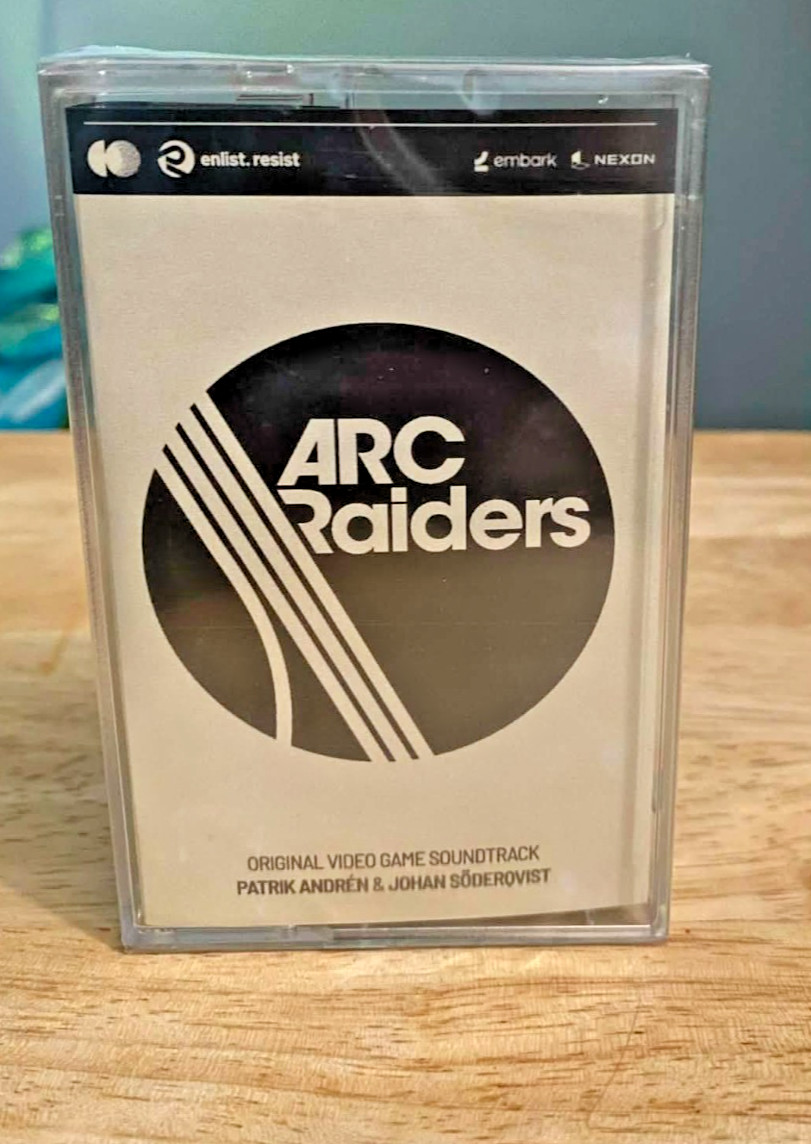 enlist. resist
embark NEXON
ARC
Raiders
ORIGINAL VIDEO GAME SOUNDTRACK
PATRIK ANDRÉN & JOHAN SÖDERQVIST